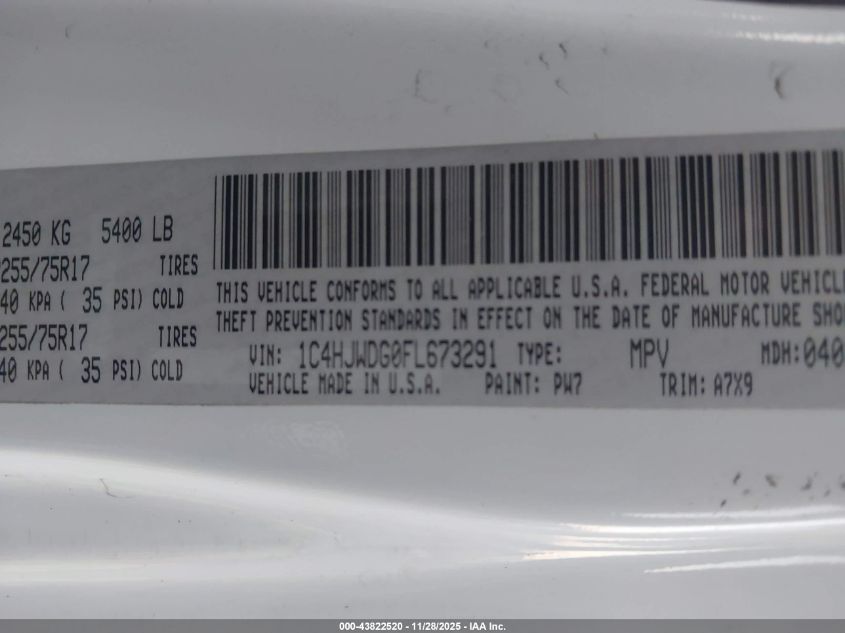 2450 KG 5400 LB
255/75R17 TIRES
40 KPA ( 35 PSI) COLD
255/75R17 TIRES
40 KPA ( 35 PSI) COLD
THIS VEHICLE CONFORMS TO ALL APPLICABLE U.S.A. FEDERAL MOTOR VEHICL
THEFT PREVENTION STANDARDS IN EFFECT ON THE DATE OF MANUFACTURE SHO
VIN: 1C4HJWDG0FL673291 TYPE: MPV MDH: 040
VEHICLE MADE IN U.S.A. PAINT: PW7 TRIM: A7X9
000-43822520 - 11/28/2025 - IAA Inc.